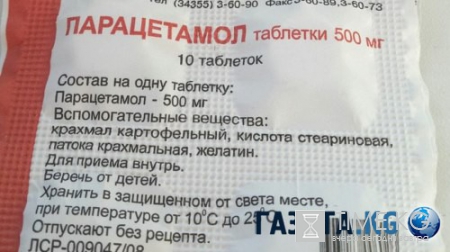 тел. (34355) 3-60-90 Факс 3-60-89,3-60-73
ПАРАЦЕТАМОЛ таблетки 500 мг
10 таблеток
Состав на одну таблетку:
Парацетамол - 500 мг
Вспомогательные вещества:
крахмал картофельный, кислота стеариновая,
патока крахмальная, желатин.
Для приема внутрь.
Беречь от детей.
Хранить в защищенном от света месте,
при температуре от 10°С до 25°С
Отпускают без рецепта.
ЛСР-009047/08
ГАЗЕТА.KG